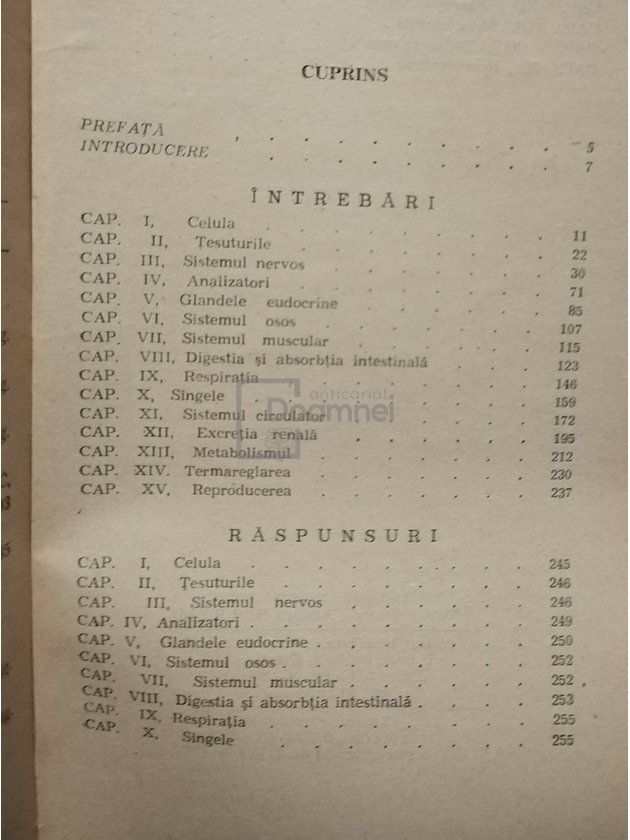 CUPRINS
PREFAȚĂ . . . . . . . . . 5
INTRODUCERE . . . . . . . . 7
ÎNTREBĂRI
CAP. I, Celula . . . . . . . . 11
CAP. II, Țesuturile . . . . . . . 22
CAP. III, Sistemul nervos . . . . . . 30
CAP. IV, Analizatori . . . . . . . 71
CAP. V, Glandele eudocrine . . . . . . 85
CAP. VI, Sistemul osos . . . . . . 107
CAP. VII, Sistemul muscular . . . . . . 115
CAP. VIII, Digestia și absorbția intestinală . . . . 123
CAP. IX, Respirația . . . . . . . 146
CAP. X, Sîngele . . . . . . . 159
CAP. XI, Sistemul circulator . . . . . . 172
CAP. XII, Excreția renală . . . . . . 195
CAP. XIII, Metabolismul . . . . . . 212
CAP. XIV. Termareglarea . . . . . . 230
CAP. XV, Reproducerea . . . . . . 237
anticariat
Doamnei
RĂSPUNSURI
CAP. I, Celula . . . . . . . . 245
CAP. II, Țesuturile . . . . . . . 246
CAP. III, Sistemul nervos . . . . . . 246
CAP. IV, Analizatori . . . . . . . . 249
CAP. V, Glandele eudocrine . . . . . . . 250
CAP. VI, Sistemul osos . . . . . . . . 252
CAP. VII, Sistemul muscular . . . . . . 252
CAP. VIII, Digestia și absorbția intestinală . . . . 253
CAP. IX, Respirația . . . . . . . 255
CAP. X, Sîngele . . . . . . . 255